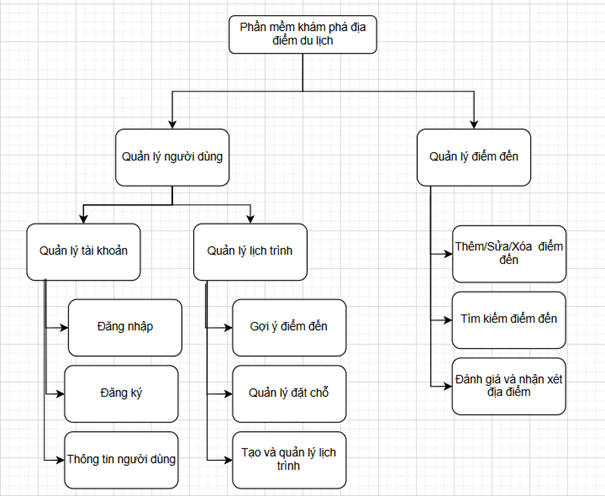 Phần mềm khám phá địa
điểm du lịch
Quản lý người dùng
Quản lý điểm đến
Quản lý tài khoản
Quản lý lịch trình
Thêm/Sửa/Xóa điểm
đến
Đăng nhập
Gợi ý điểm đến
Tìm kiếm điểm đến
Đăng ký
Quản lý đặt chỗ
Đánh giá và nhận xét
địa điểm
Thông tin người dùng
Tạo và quản lý lịch
trình